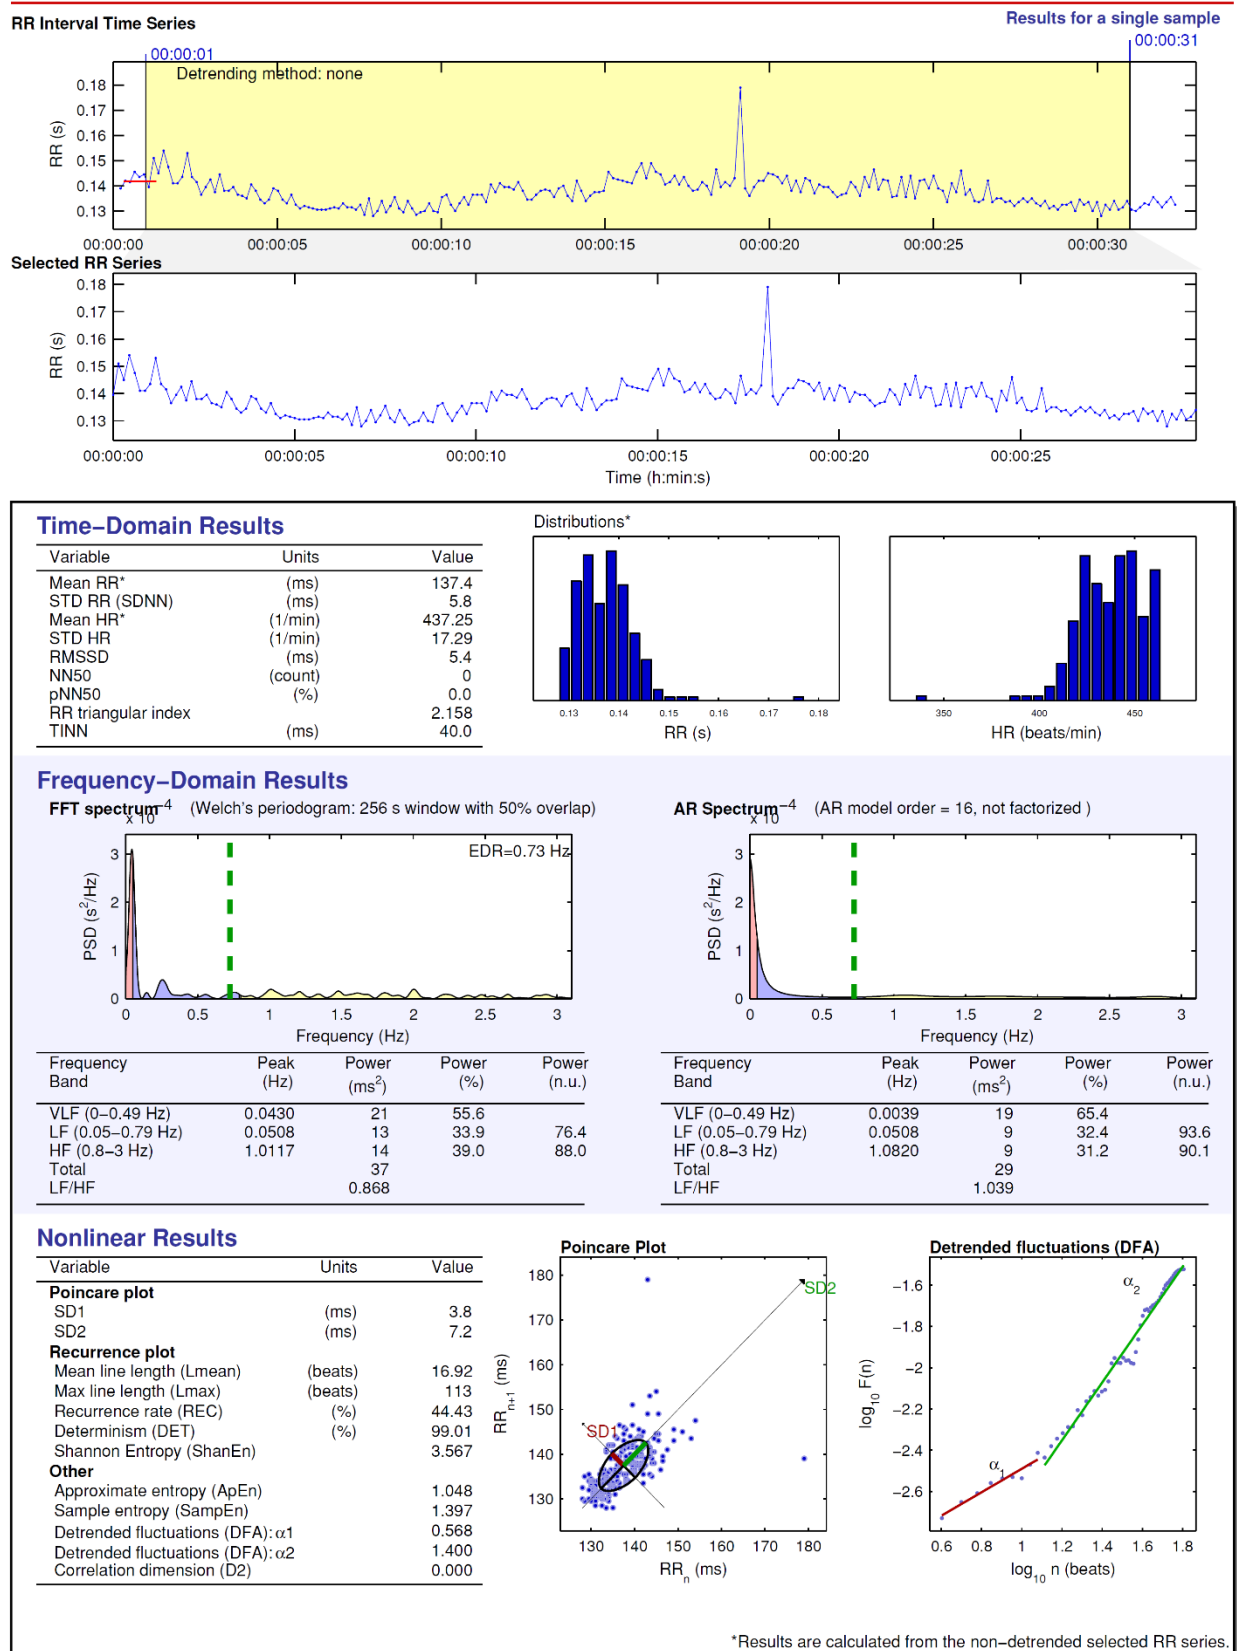 RR Interval Time Series
Results for a single sample
00:00:01
00:00:31
Detrending method: none
0.18
0.17
0.16
0.15
0.14
0.13
RR (s)
00:00:00 00:00:05 00:00:10 00:00:15 00:00:20 00:00:25 00:00:30
Selected RR Series
0.18
0.17
0.16
0.15
0.14
0.13
RR (s)
00:00:00 00:00:05 00:00:10 00:00:15 00:00:20 00:00:25
Time (h:min:s)
Time–Domain Results
Variable Units Value
Mean RR* (ms) 137.4
STD RR (SDNN) (ms) 5.8
Mean HR* (1/min) 437.25
STD HR (1/min) 17.29
RMSSD (ms) 5.4
NN50 (count) 0
pNN50 (%) 0.0
RR triangular index 2.158
TINN (ms) 40.0
Distributions*
0.13 0.14 0.15 0.16 0.17 0.18
RR (s)
350 400 450
HR (beats/min)
Frequency–Domain Results
FFT spectrum (Welch's periodogram: 256 s window with 50% overlap)
x 10⁻⁴
EDR=0.73 Hz
3
2
1
0
PSD (s²/Hz)
0 0.5 1 1.5 2 2.5 3
Frequency (Hz)
Frequency Band Peak (Hz) Power (ms²) Power (%) Power (n.u.)
VLF (0–0.49 Hz) 0.0430 21 55.6
LF (0.05–0.79 Hz) 0.0508 13 33.9 76.4
HF (0.8–3 Hz) 1.0117 14 39.0 88.0
Total 37
LF/HF 0.868
AR Spectrum (AR model order = 16, not factorized )
x 10⁻⁴
3
2
1
0
PSD (s²/Hz)
0 0.5 1 1.5 2 2.5 3
Frequency (Hz)
Frequency Band Peak (Hz) Power (ms²) Power (%) Power (n.u.)
VLF (0–0.49 Hz) 0.0039 19 65.4
LF (0.05–0.79 Hz) 0.0508 9 32.4 93.6
HF (0.8–3 Hz) 1.0820 9 31.2 90.1
Total 29
LF/HF 1.039
Nonlinear Results
Variable Units Value
Poincare plot
SD1 (ms) 3.8
SD2 (ms) 7.2
Recurrence plot
Mean line length (Lmean) (beats) 16.92
Max line length (Lmax) (beats) 113
Recurrence rate (REC) (%) 44.43
Determinism (DET) (%) 99.01
Shannon Entropy (ShanEn) 3.567
Other
Approximate entropy (ApEn) 1.048
Sample entropy (SampEn) 1.397
Detrended fluctuations (DFA): α1 0.568
Detrended fluctuations (DFA): α2 1.400
Correlation dimension (D2) 0.000
Poincare Plot
180
170
160
150
140
130
RRn+1 (ms)
SD2
SD1
130 140 150 160 170 180
RRn (ms)
Detrended fluctuations (DFA)
−1.6
−1.8
−2
−2.2
−2.4
−2.6
log10 F(n)
α2
α1
0.6 0.8 1 1.2 1.4 1.6 1.8
log10 n (beats)
*Results are calculated from the non−detrended selected RR series.